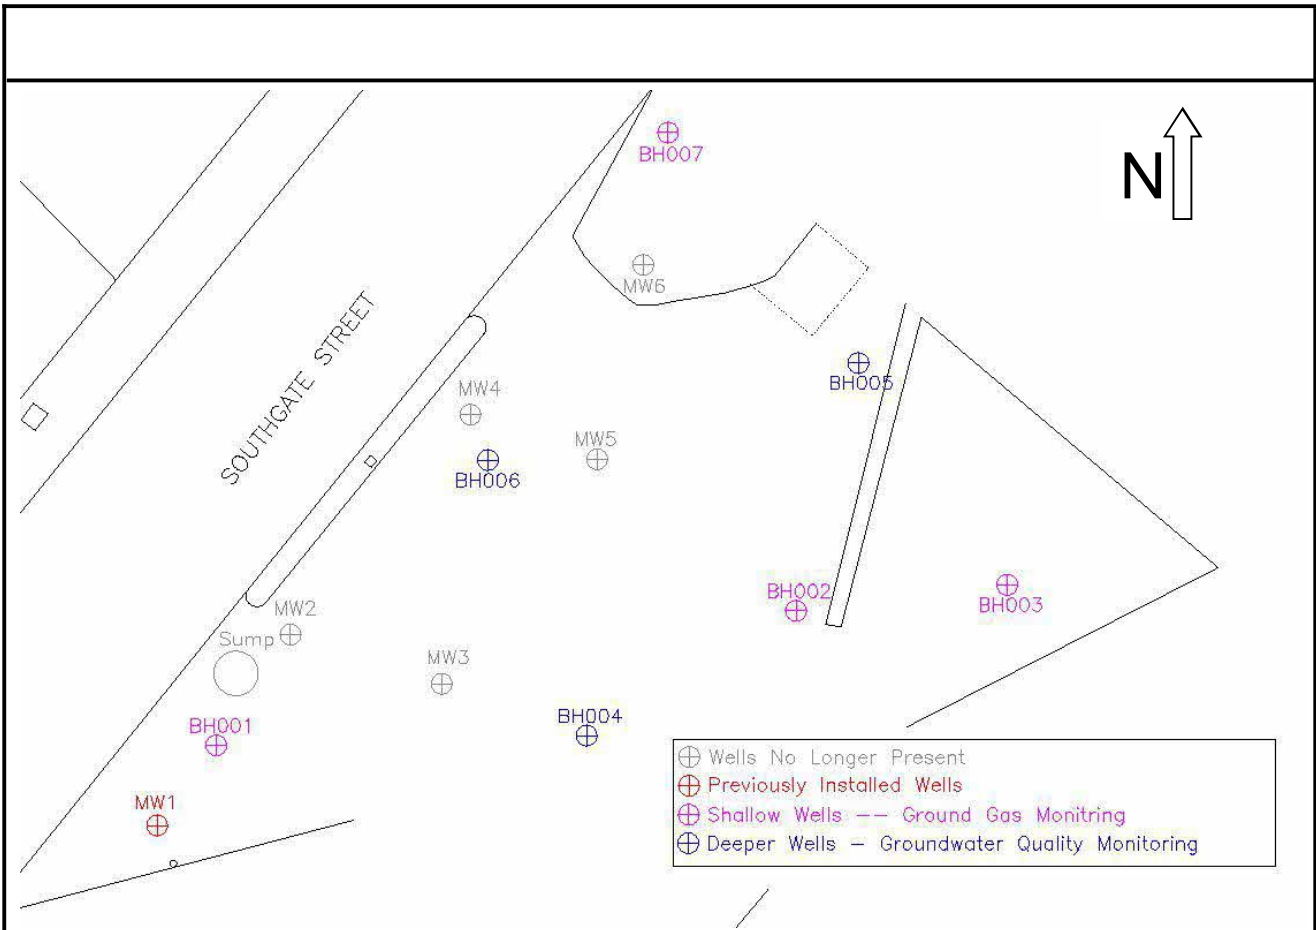 BH007
N
MW6
SOUTHGATE STREET
BH005
MW4
MW5
BH006
BH002
BH003
MW2
Sump
MW3
BH001
BH004
MW1
Wells No Longer Present
Previously Installed Wells
Shallow Wells -- Ground Gas Monitring
Deeper Wells - Groundwater Quality Monitoring